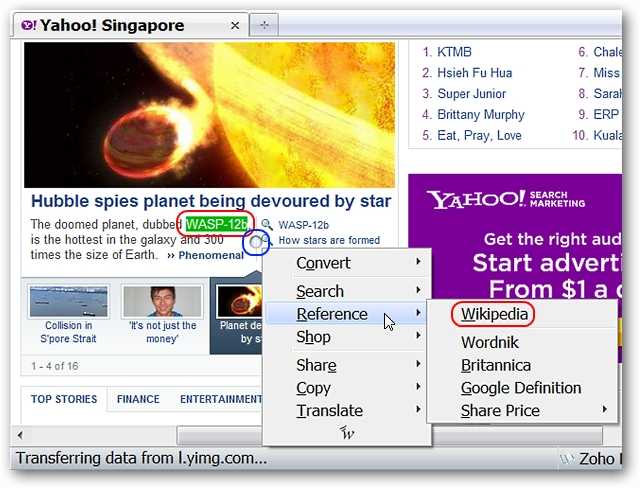 Yahoo! Singapore
Hubble spies planet being devoured by star
The doomed planet, dubbed WASP-12b,
is the hottest in the galaxy and 300
times the size of Earth. ›› Phenomenal
WASP-12b
How stars are formed
Collision in
S'pore Strait
'It's not just the
money'
Planet de
by s
1 - 4 of 16
TOP STORIES
FINANCE
ENTERTAINMENT
1. KTMB
2. Hsieh Fu Hua
3. Super Junior
4. Brittany Murphy
5. Eat, Pray, Love
6. Chale
7. Miss
8. Sarah
9. ERP
10. Kuala
YAHOO! SEARCH
MARKETING
Get the right aud
Start adverti
From $1 a c
Convert
Search
Reference
Shop
Share
Copy
Translate
w
Wikipedia
Wordnik
Britannica
Google Definition
Share Price
Transferring data from l.yimg.com...
Zoho